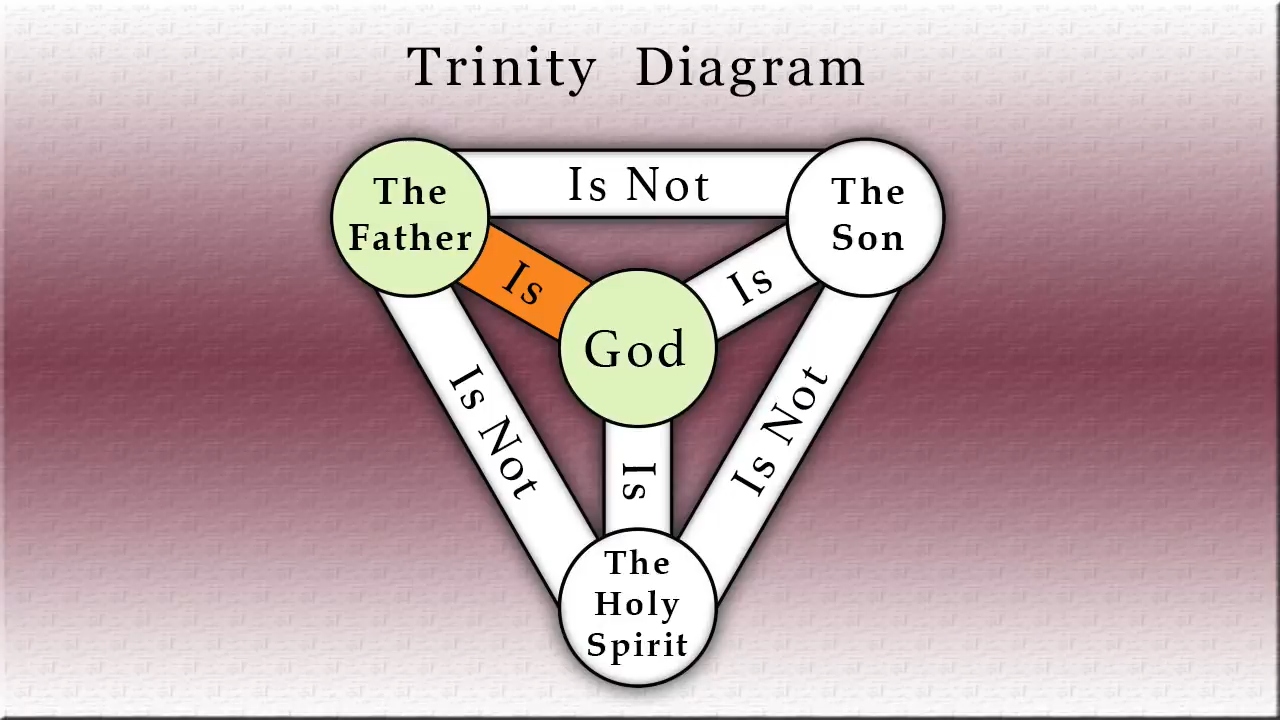 Trinity Diagram
The
Father
Is Not
The
Son
Is
Is
God
Is Not
Is
Is Not
The
Holy
Spirit